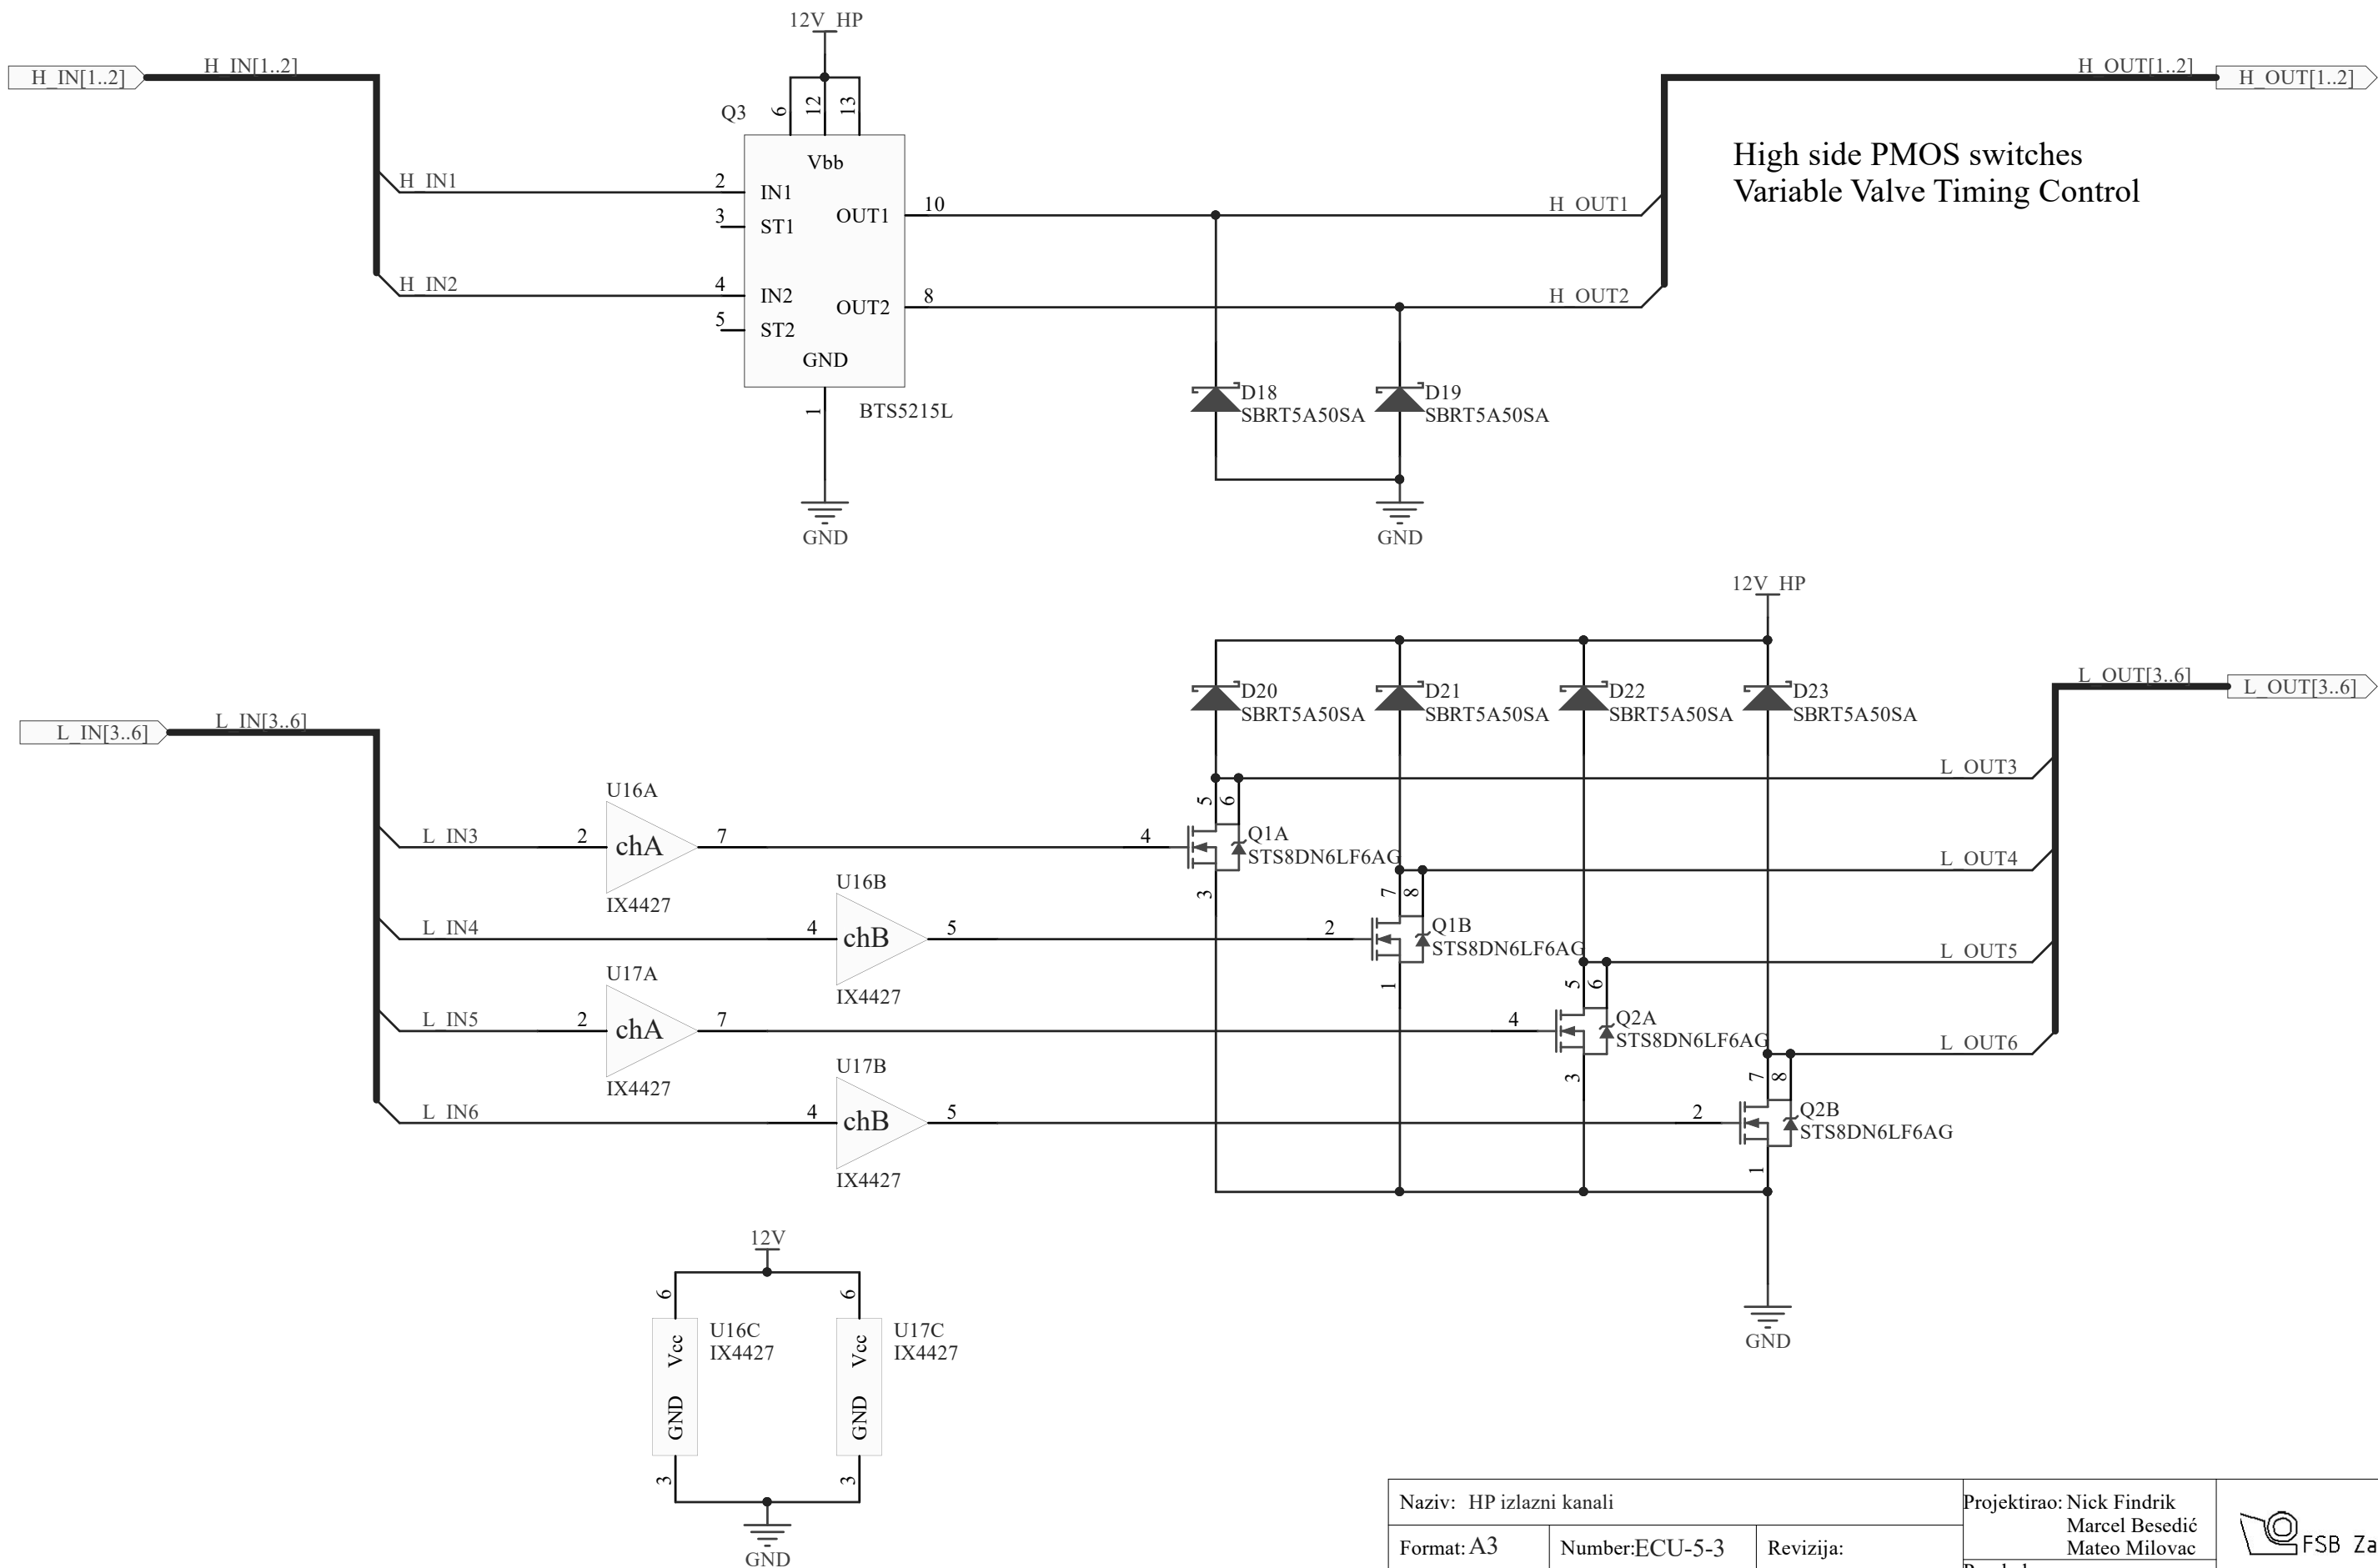 12V_HP
H_IN[1..2]
H_IN[1..2]
H_OUT[1..2]
H_OUT[1..2]
Q3
6
12
13
Vbb
High side PMOS switches
Variable Valve Timing Control
H_IN1
2
IN1
3
ST1
OUT1
10
H_OUT1
H_IN2
4
IN2
5
ST2
OUT2
8
H_OUT2
GND
1
BTS5215L
D18
SBRT5A50SA
D19
SBRT5A50SA
GND
GND
12V_HP
D20
SBRT5A50SA
D21
SBRT5A50SA
D22
SBRT5A50SA
D23
SBRT5A50SA
L_OUT[3..6]
L_OUT[3..6]
L_IN[3..6]
L_IN[3..6]
L_OUT3
U16A
L_IN3
2
chA
7
IX4427
4
5
6
Q1A
STS8DN6LF6AG
3
L_OUT4
U16B
L_IN4
4
chB
5
IX4427
2
7
8
Q1B
STS8DN6LF6AG
1
L_OUT5
U17A
L_IN5
2
chA
7
IX4427
4
5
6
Q2A
STS8DN6LF6AG
3
L_OUT6
U17B
L_IN6
4
chB
5
IX4427
2
7
8
Q2B
STS8DN6LF6AG
1
GND
12V
6
6
Vcc
GND
U16C
IX4427
Vcc
GND
U17C
IX4427
3
3
GND
Naziv: HP izlazni kanali
Projektirao: Nick Findrik
Marcel Besedić
Mateo Milovac
Format: A3
Number:ECU-5-3
Revizija:
FSB Za